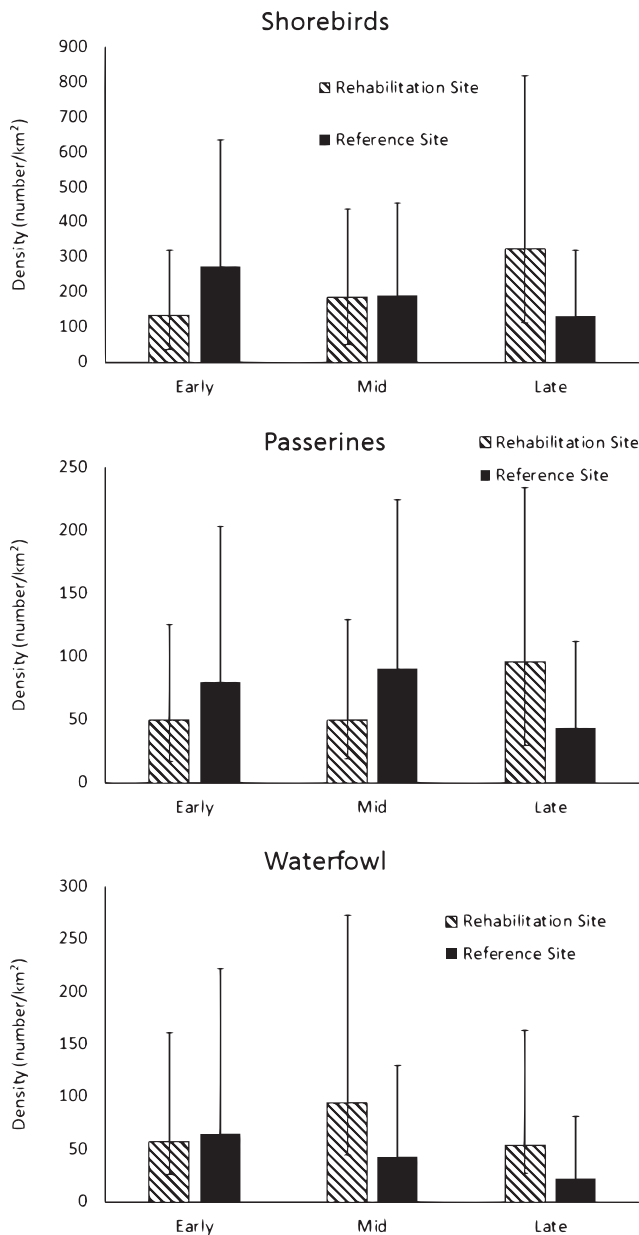 Shorebirds
Density (number/km²)
900
800
700
600
500
400
300
200
100
0
Rehabilitation Site
Reference Site
Early Mid Late
Passerines
Rehabilitation Site
Reference Site
Density (number/km²)
250
200
150
100
50
0
Early Mid Late
Waterfowl
Density (number/km²)
300
250
200
150
100
50
0
Rehabilitation Site
Reference Site
Early Mid Late